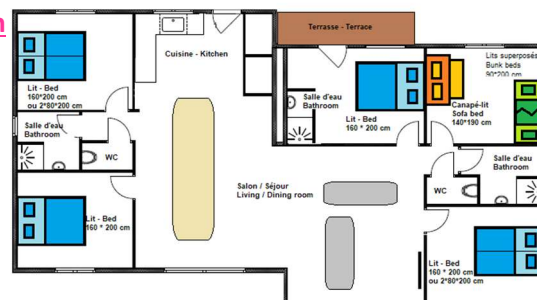 n
Terrasse - Terrace
Cuisine - Kitchen
Lits superposés
Bunk beds
90*200 cm
Lit - Bed
160*200 cm
ou 2*80*200 cm
Salle d'eau
Bathroom
Lit - Bed
160 * 200 cm
Canapé-lit
Sofa bed
140*190 cm
Salle d'eau
Bathroom
WC
Salle d'eau
Bathroom
WC
Salon / Séjour
Living / Dining room
Lit - Bed
160 * 200 cm
Lit - Bed
160 * 200 cm
ou 2*80*200 cm